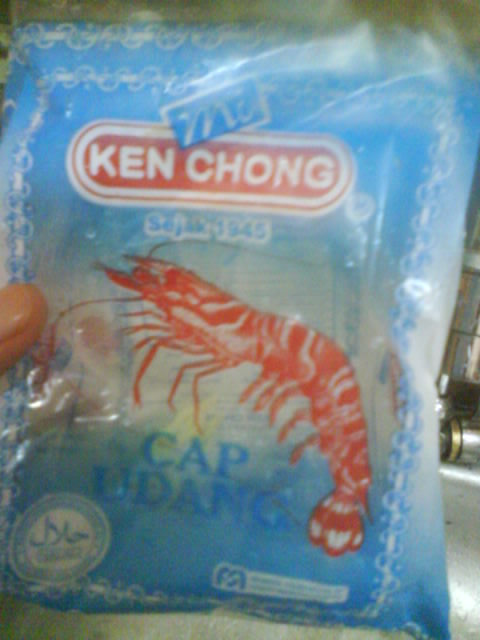 Mi
KEN CHONG
Sejak 1945
CAP
UDANG
حلال